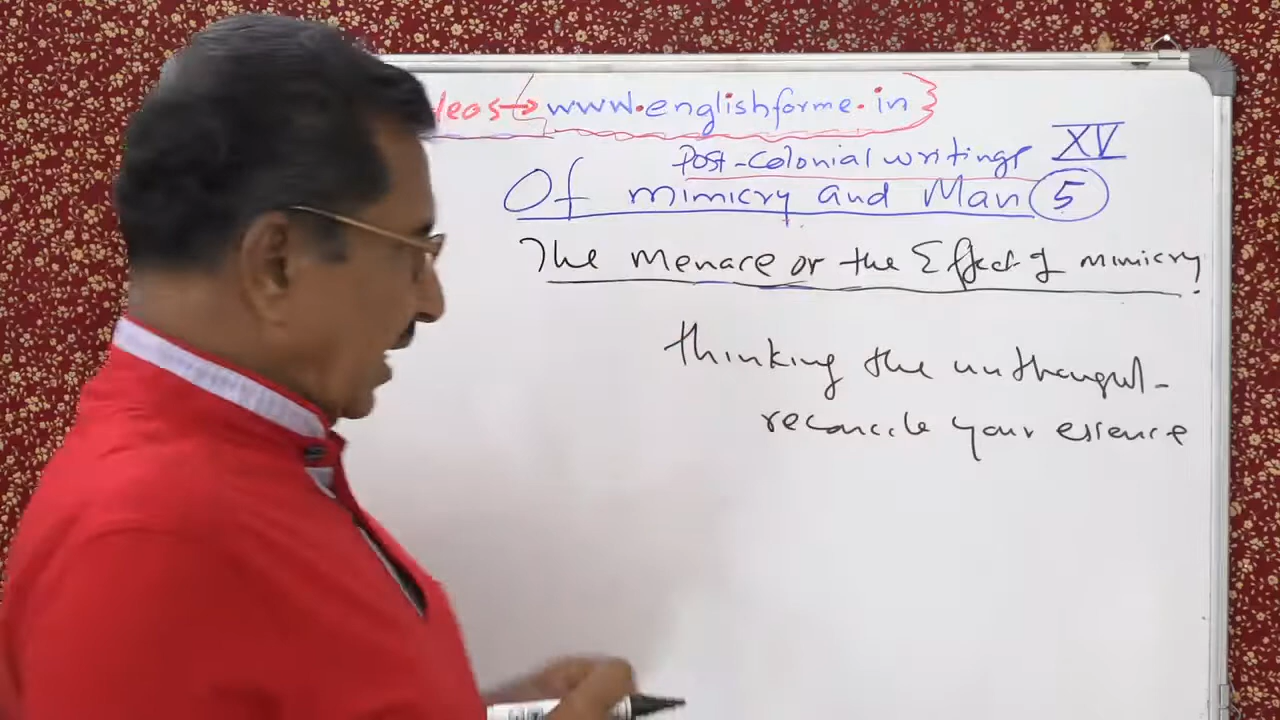 deos → www.englishforme.in
Post-Colonial writings XV
Of mimicry and Man 5
The Menace or the Effect of mimicry
thinking the unthought-
reconcile your essence